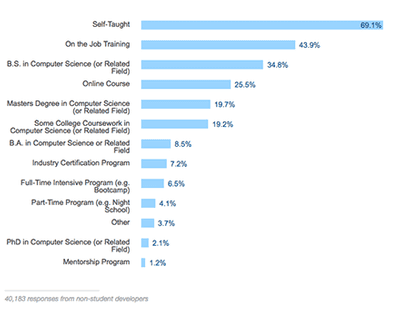 Self-Taught 69.1%
On the Job Training 43.9%
B.S. in Computer Science (or Related
Field) 34.8%
Online Course 25.5%
Masters Degree in Computer Science
(or Related Field) 19.7%
Some College Coursework in
Computer Science (or Related Field) 19.2%
B.A. in Computer Science or Related
Field 8.5%
Industry Certification Program 7.2%
Full-Time Intensive Program (e.g.
Bootcamp) 6.5%
Part-Time Program (e.g. Night
School) 4.1%
Other 3.7%
PhD in Computer Science (or Related
Field) 2.1%
Mentorship Program 1.2%
40,183 responses from non-student developers